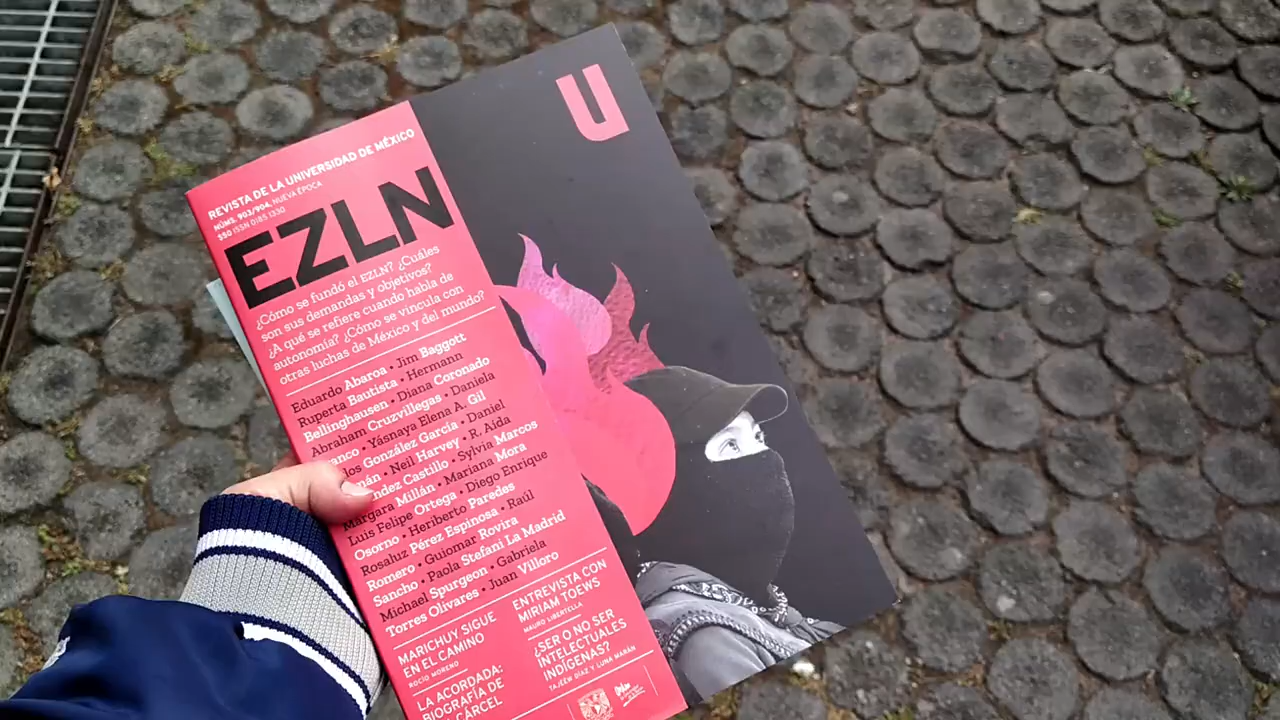 U
REVISTA DE LA UNIVERSIDAD DE MÉXICO
NÚMS. 903/904, NUEVA ÉPOCA
$50 ISSN 0185 1330
EZLN
¿Cómo se fundó el EZLN? ¿Cuáles
son sus demandas y objetivos?
¿A qué se refiere cuando habla de
autonomía? ¿Cómo se vincula con
otras luchas de México y del mundo?
Eduardo Abaroa • Jim Baggott
Ruperta Bautista • Hermann
Bellinghausen • Diana Coronado
Abraham Cruzvillegas • Daniela
• Yásnaya Elena A. Gil
González García • Daniel
• Neil Harvey • R. Aída
Castillo • Sylvia Marcos
Márgara Millán • Mariana Mora
Luis Felipe Ortega • Diego Enrique
Osorno • Heriberto Paredes
Rosaluz Pérez Espinosa • Raúl
Romero • Guiomar Rovira
Sancho • Paola Stefani La Madrid
Michael Spurgeon • Gabriela
Torres Olivares • Juan Villoro
MARICHUY SIGUE
EN EL CAMINO
ROCÍO MORENO
LA ACORDADA:
BIOGRAFÍA DE
CÁRCEL
ENTREVISTA CON
MIRIAM TOEWS
MAURO LIBERTELLA
¿SER O NO SER
INTELECTUALES
INDÍGENAS?
TAJËËW DÍAZ Y LUNA MARÁN